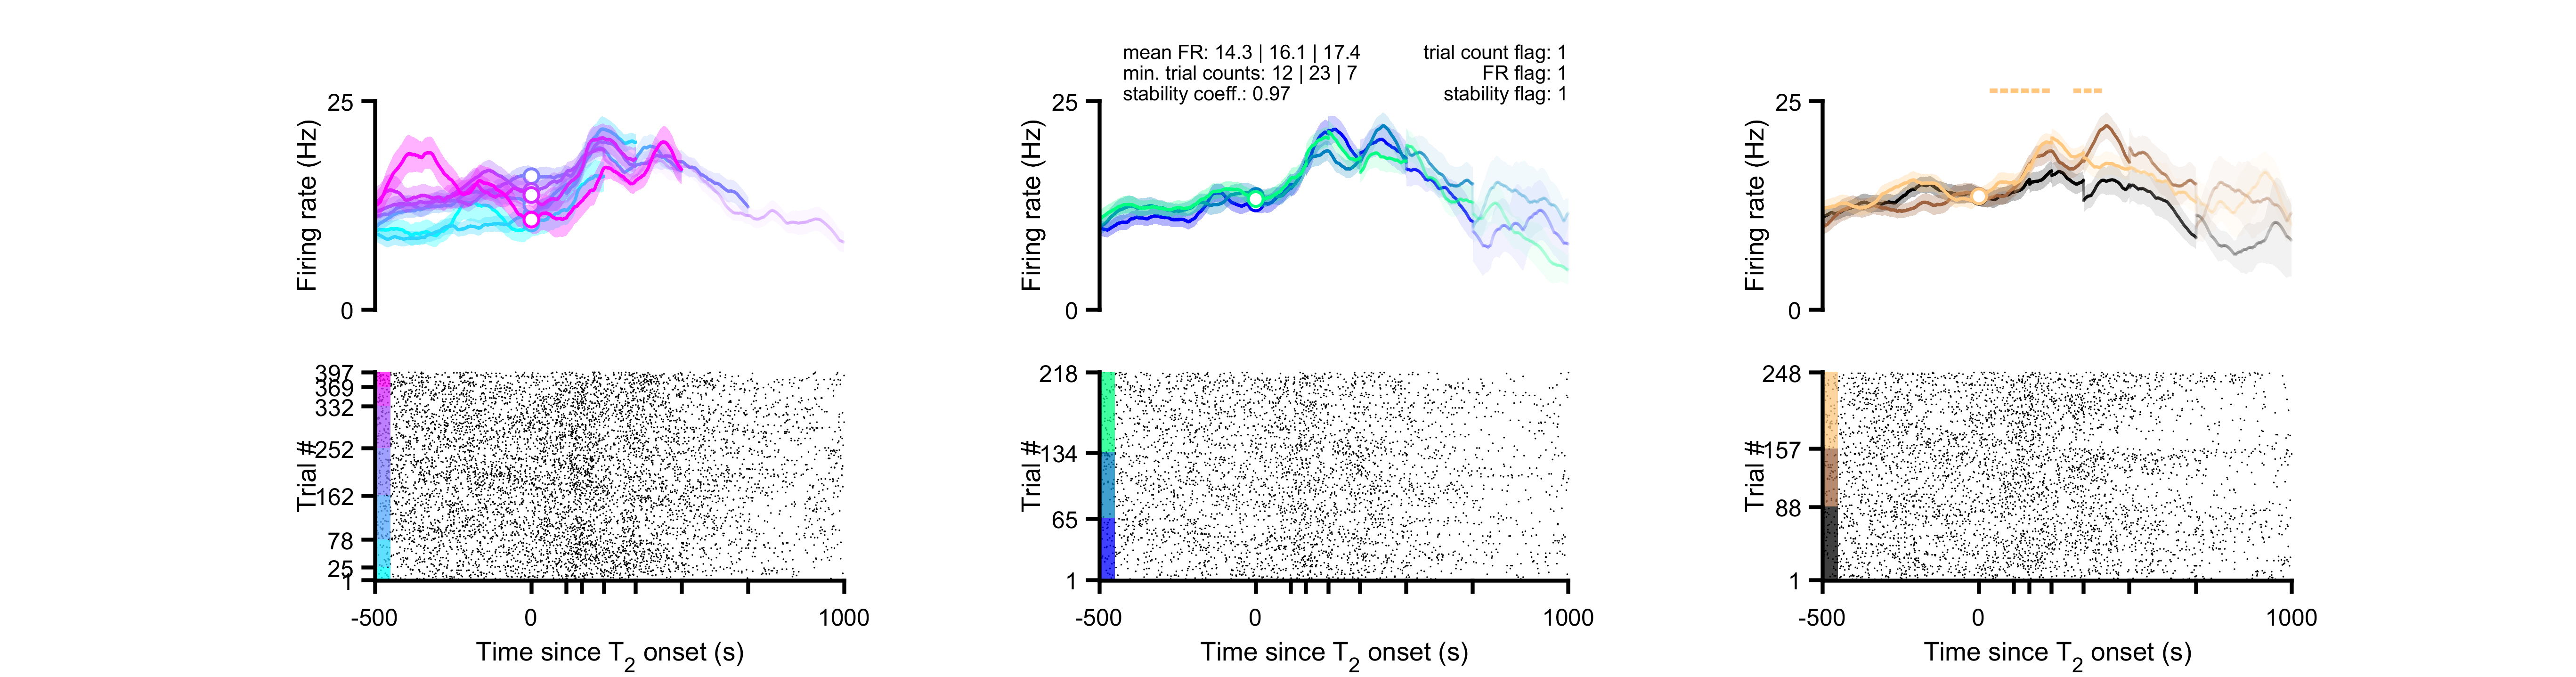 mean FR: 14.3 | 16.1 | 17.4
min. trial counts: 12 | 23 | 7
stability coeff.: 0.97
trial count flag: 1
FR flag: 1
stability flag: 1
25
Firing rate (Hz)
0
25
Firing rate (Hz)
0
25
Firing rate (Hz)
0
397
369
332
252
162
78
25
1
Trial #
-500
0
1000
Time since T2 onset (s)
218
134
65
1
Trial #
-500
0
1000
Time since T2 onset (s)
248
157
88
1
Trial #
-500
0
1000
Time since T2 onset (s)